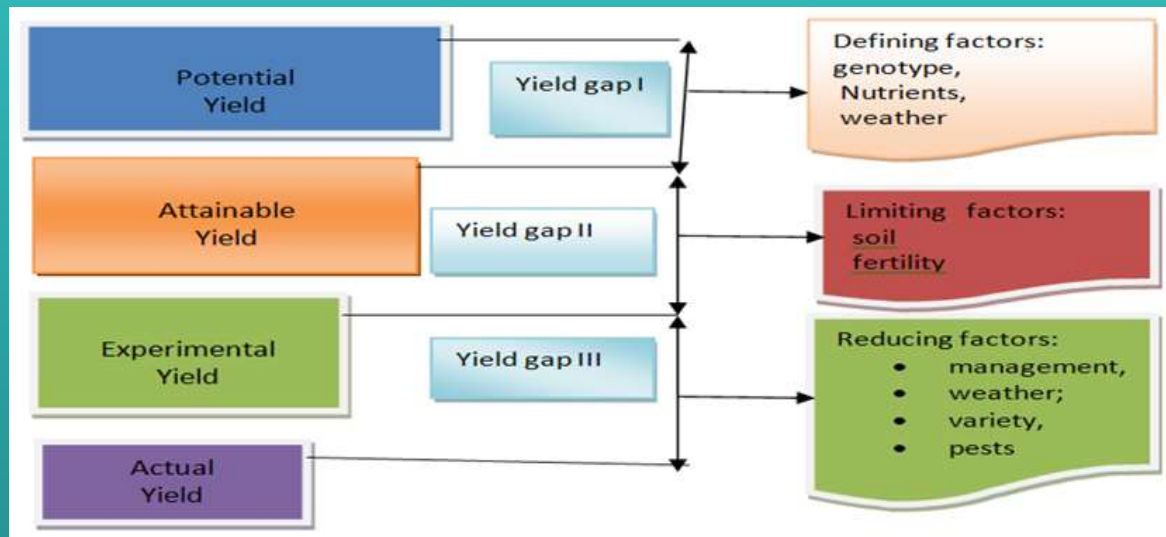 Potential
Yield
Yield gap I
Defining factors:
genotype,
Nutrients,
weather
Attainable
Yield
Yield gap II
Limiting factors:
soil
fertility
Experimental
Yield
Yield gap III
Reducing factors:
• management,
• weather;
• variety,
• pests
Actual
Yield